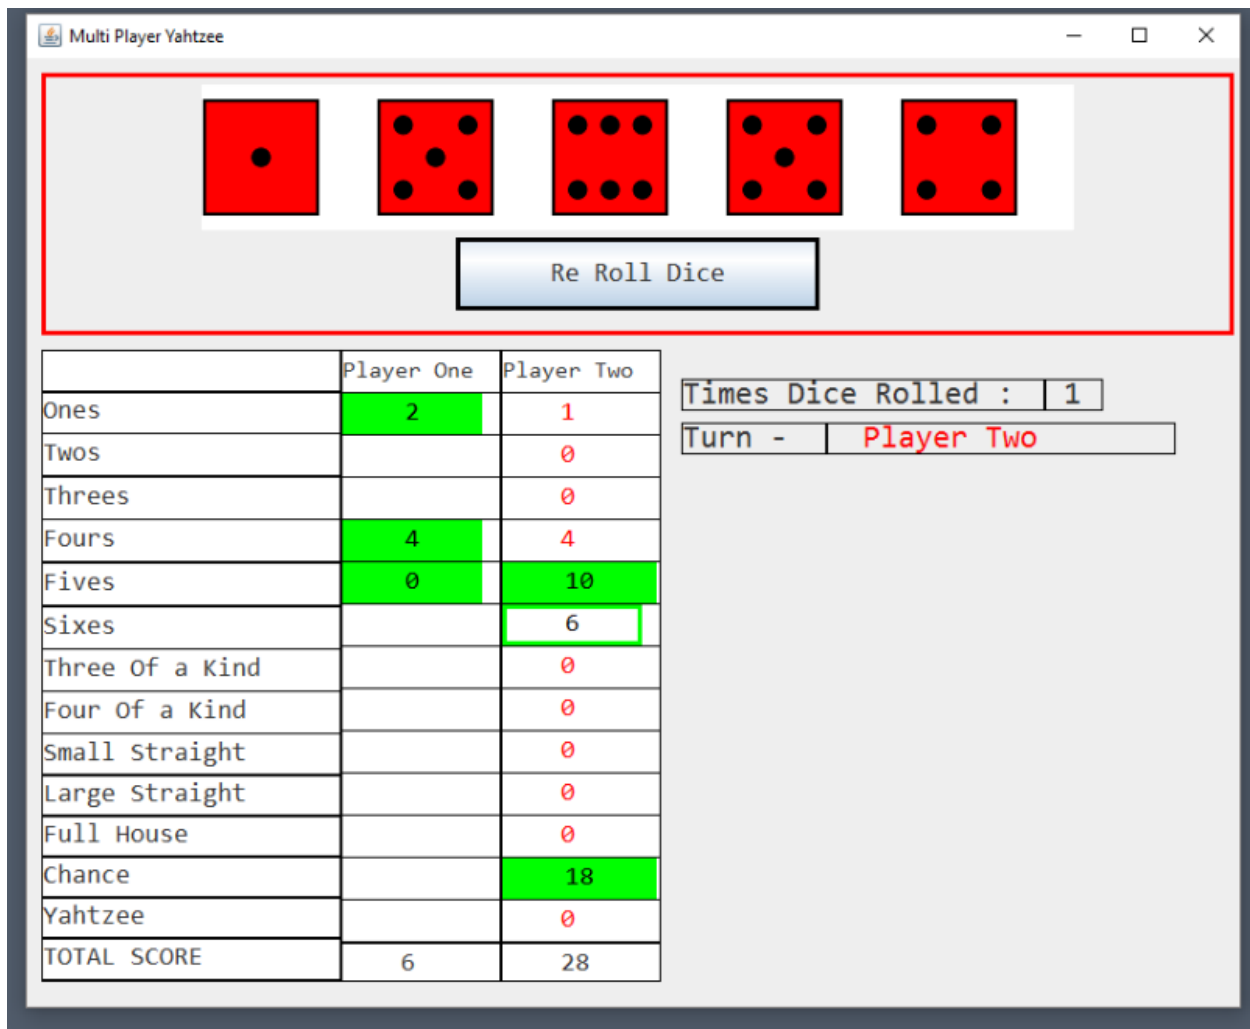 Multi Player Yahtzee
Re Roll Dice
Player One Player Two
Ones 2 1
Twos 0
Threes 0
Fours 4 4
Fives 0 10
Sixes 6
Three Of a Kind 0
Four Of a Kind 0
Small Straight 0
Large Straight 0
Full House 0
Chance 18
Yahtzee 0
TOTAL SCORE 6 28
Times Dice Rolled : 1
Turn - Player Two